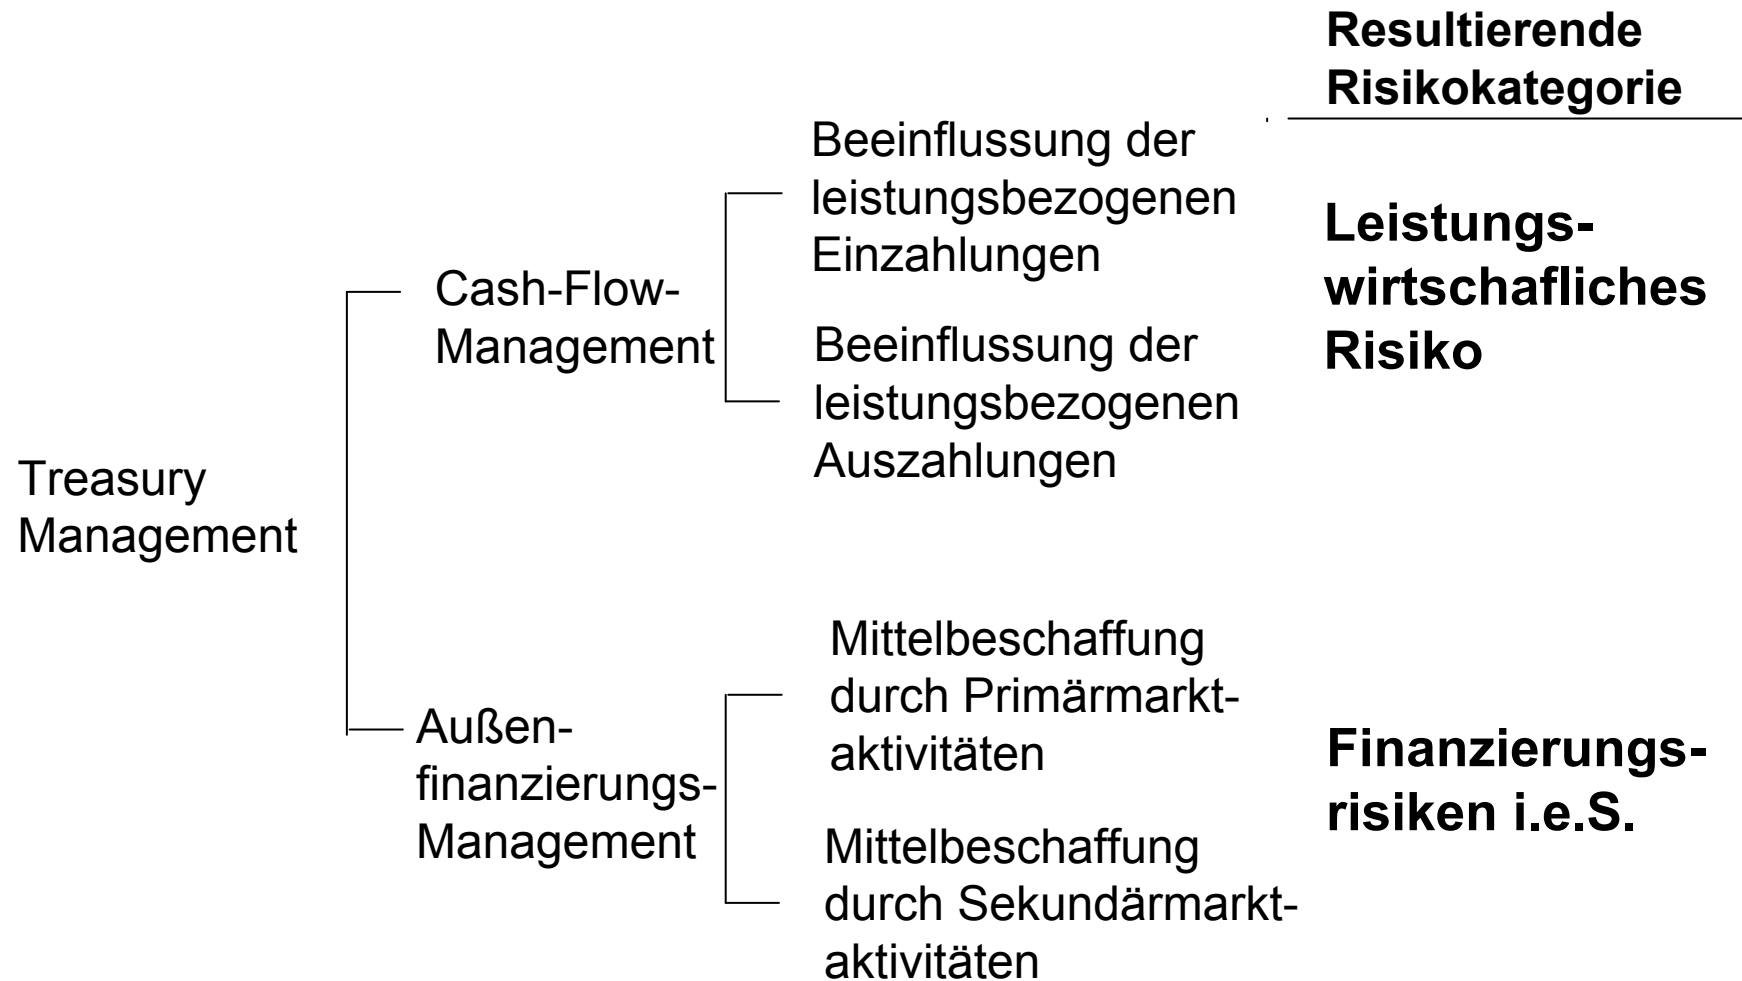 Resultierende
Risikokategorie
Treasury
Management
Cash-Flow-
Management
Beeinflussung der
leistungsbezogenen
Einzahlungen
Beeinflussung der
leistungsbezogenen
Auszahlungen
Leistungs-
wirtschafliches
Risiko
Außen-
finanzierungs-
Management
Mittelbeschaffung
durch Primärmarkt-
aktivitäten
Mittelbeschaffung
durch Sekundärmarkt-
aktivitäten
Finanzierungs-
risiken i.e.S.